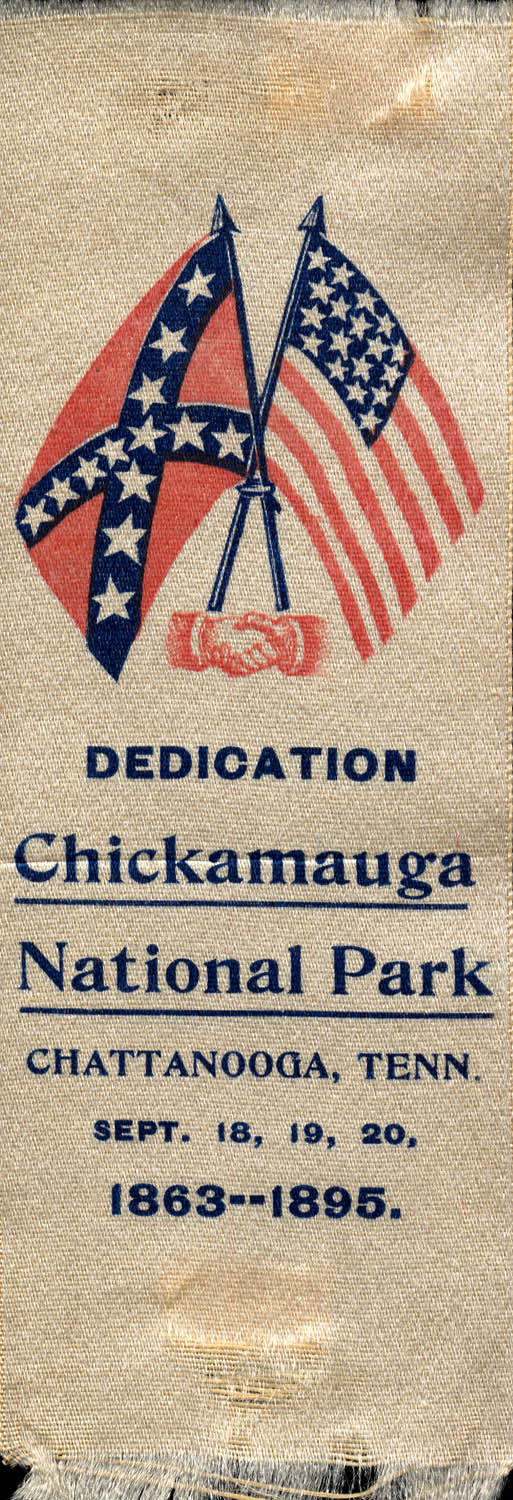 DEDICATION
Chickamauga
National Park
CHATTANOOGA, TENN.
SEPT. 18, 19, 20,
1863--1895.